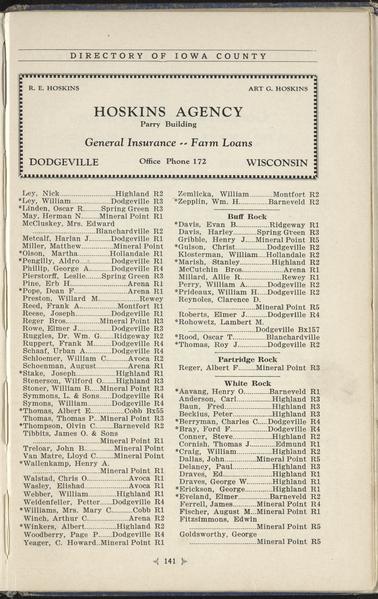 DIRECTORY OF IOWA COUNTY
R. E. HOSKINS
ART G. HOSKINS
HOSKINS AGENCY
Parry Building
General Insurance -- Farm Loans
DODGEVILLE
Office Phone 172
WISCONSIN
Ley, Nick..............Highland R2
*Ley, William..........Dodgeville R3
*Linden, Oscar R.....Spring Green R3
May, Herman N......Mineral Point R1
McCluskey, Mrs. Edward
..............Blanchardville R2
Metcalf, Harlan J........Dodgeville R1
Miller, Matthew........Mineral Point
*Olson, Martha..........Hollandale R1
*Pengilly, Aldro.........Dodgeville R1
Phillip, George A.......Dodgeville R4
Pierstorff, Leslie.....Spring Green R3
Pine, Erb H...............Arena R1
*Pope, Dean F.............Arena R1
Preston, Willard M............Rewey
Reed, Frank A............Montfort R1
Reese, Joseph..........Dodgeville R1
Reger Bros..........Mineral Point R3
Rowe, Elmer J..........Dodgeville R3
Ruggles, Dr. Wm. G......Ridgeway R2
Ruppert, Frank M.......Dodgeville R4
Schaaf, Urban A.........Dodgeville R4
Schloemer, William C........Avoca R2
Schoenman, August..........Arena R1
*Stake, Joseph..........Highland R1
Stenerson, Wilford O......Highland R3
Stoner, William B....Mineral Point R3
Symmons, L. & Sons.....Dodgeville R4
Symons, William........Dodgeville R4
*Thomas, Albert E........Cobb Bx55
Thomas, Thomas P...Mineral Point R3
*Thompson, Olvin C.......Barneveld R2
Tibbits, James O. & Sons
..............Mineral Point R1
Treloar, John B........Mineral Point
Van Matre, Lloyd C.....Mineral Point
*Wallenkamp, Henry A.
..............Mineral Point R1
Walstad, Chris O...........Avoca R1
Wasley, Elishad............Avoca R1
Webber, William.........Highland R1
Weidenfeller, Petter....Dodgeville R4
*Williams, Mrs. Mary C.......Cobb R1
Winch, Arthur C............Arena R2
*Winkers, Albert.........Highland R2
Woodberry, Page P......Dodgeville R4
Yeager, C. Howard..Mineral Point R1
Zemlicka, William.......Montfort R2
*Zepplin, Wm. H..........Barneveld R2
Buff Rock
*Davis, Evan B..........Ridgeway R1
Davis, Harley.......Spring Green R3
Gribble, Henry J....Mineral Point R5
*Gulson, Christ.........Dodgeville R2
Klosterman, William...Hollandale R2
*Marish, Stanley.........Highland R2
McCutchin Bros..........Arena R1
Millard, Allie R...........Rewey R1
Perry, William A........Dodgeville R2
*Prideaux, William H.....Dodgeville R2
Reynoles, Clarence D.
..............Mineral Point R5
Roberts, Elmer J........Dodgeville R4
*Rohowetz, Lambert M.
..............Dodgeville Bx157
*Rood, Oscar T.........Blanchardville
*Thomas, Roy J..........Dodgeville R2
Partridge Rock
Reger, Albert F......Mineral Point R3
White Rock
*Aavang, Henry O........Barneveld R1
Anderson, Carl...........Highland R3
Baun, Fred..............Highland R3
Beckius, Peter...........Highland R3
*Berryman, Charles C....Dodgeville R4
*Bray, Ford F...........Dodgeville R4
Conner, Steve...........Highland R2
Cornish, Thomas J........Edmund R1
*Craig, William..........Highland R2
Dallas, John........Mineral Point R5
Delaney, Paul...........Highland R3
Draves, Ed..............Highland R1
Draves, George W........Highland R1
*Erickson, George........Highland R1
*Eveland, Elmer.........Barneveld R2
Ferrell, James......Mineral Point R4
Fischer, August M...Mineral Point R1
Fitzsimmons, Edwin
..............Mineral Point R5
Goldsworthy, George
..............Mineral Point R5
141